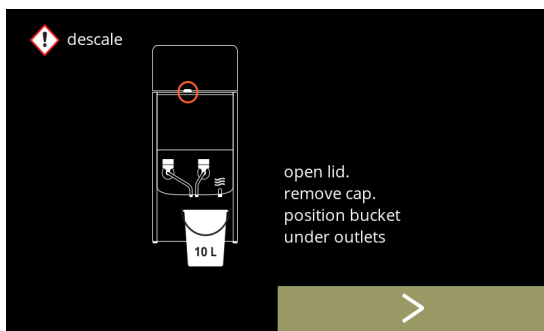 descale
open lid.
remove cap.
position bucket
under outlets
10 L